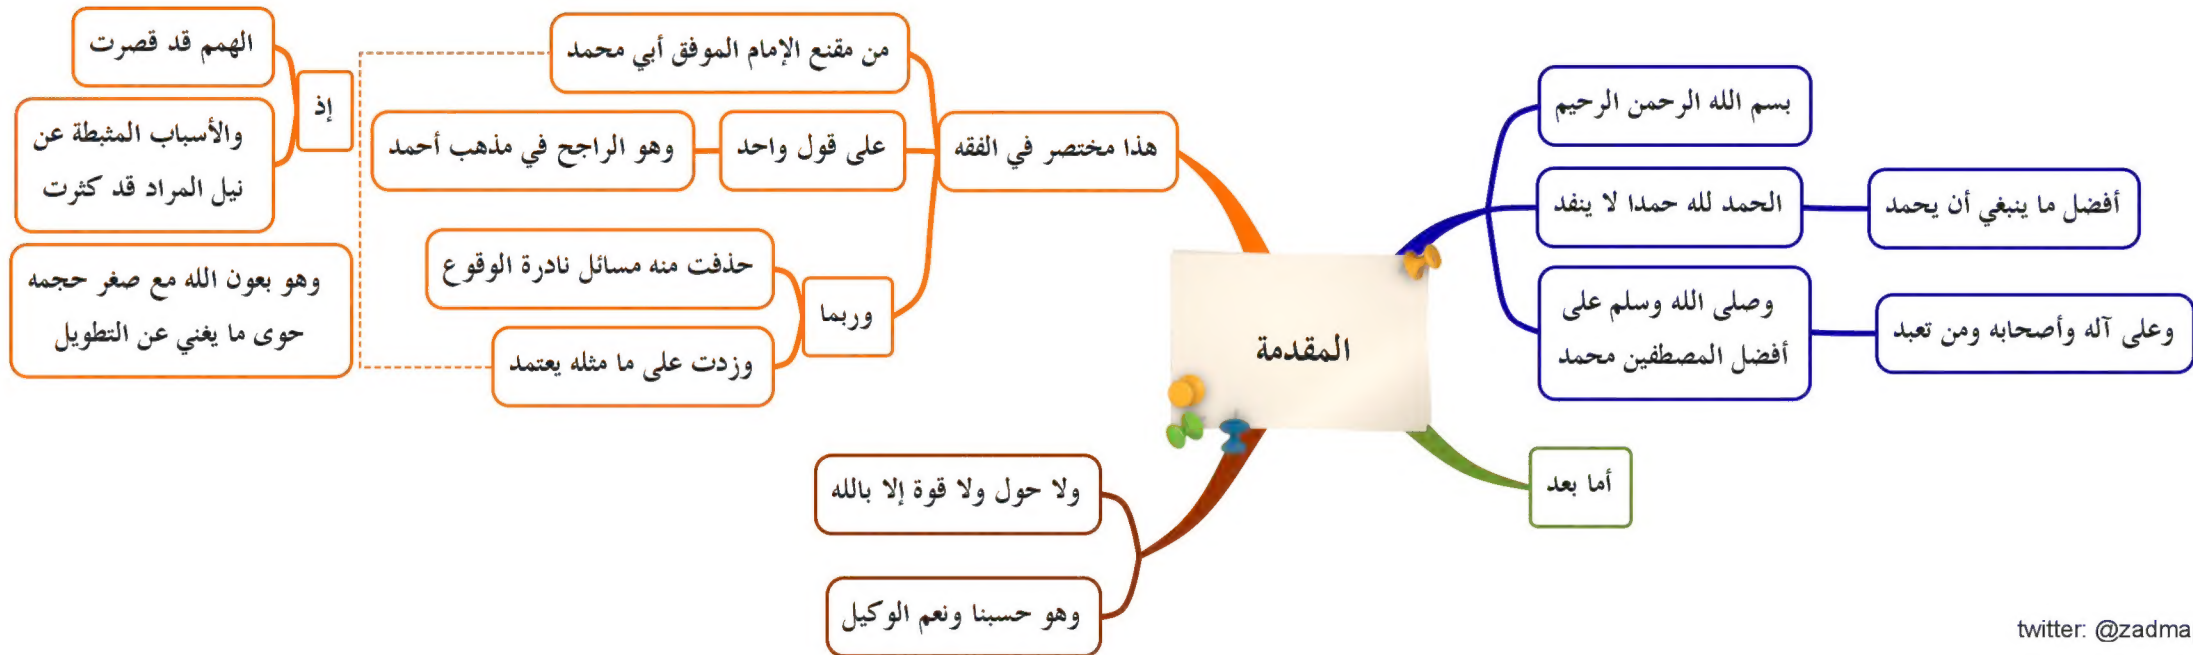 المقدمة
بسم الله الرحمن الرحيم
الحمد لله حمدا لا ينفد
أفضل ما ينبغي أن يحمد
وصلى الله وسلم على
أفضل المصطفين محمد
وعلى آله وأصحابه ومن تعبد
أما بعد
هذا مختصر في الفقه
من مقنع الإمام الموفق أبي محمد
على قول واحد
وهو الراجح في مذهب أحمد
وربما
حذفت منه مسائل نادرة الوقوع
وزدت على ما مثله يعتمد
إذ
الهمم قد قصرت
والأسباب المثبطة عن
نيل المراد قد كثرت
وهو بعون الله مع صغر حجمه
حوى ما يغني عن التطويل
ولا حول ولا قوة إلا بالله
وهو حسبنا ونعم الوكيل
twitter: @zadma